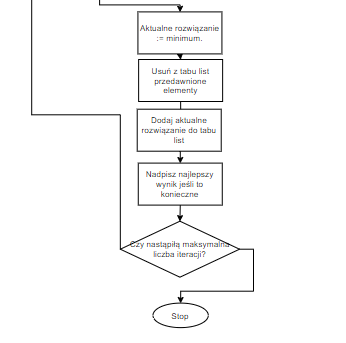 Aktualne rozwiązanie
:= minimum.
Usuń z tabu list
przedawnione
elementy
Dodaj aktualne
rozwiązanie do tabu
list
Nadpisz najlepszy
wynik jeśli to
konieczne
Czy nastąpiłą maksymalna
liczba iteracji?
Stop